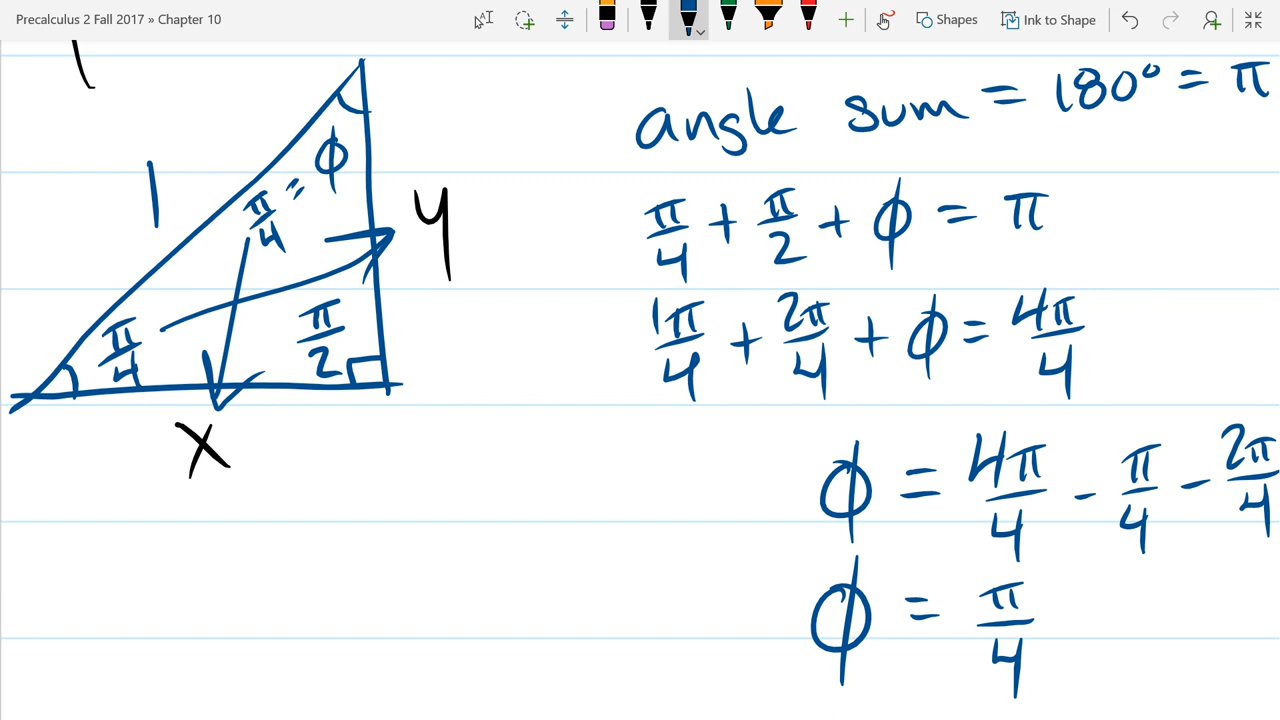 Precalculus 2 Fall 2017 » Chapter 10
Shapes
Ink to Shape
angle sum = 180° = π
π/4 + π/2 + ϕ = π
1π/4 + 2π/4 + ϕ = 4π/4
ϕ = 4π/4 - π/4 - 2π/4
ϕ = π/4
1
π/4 = ϕ
y
π/4
π/2
x